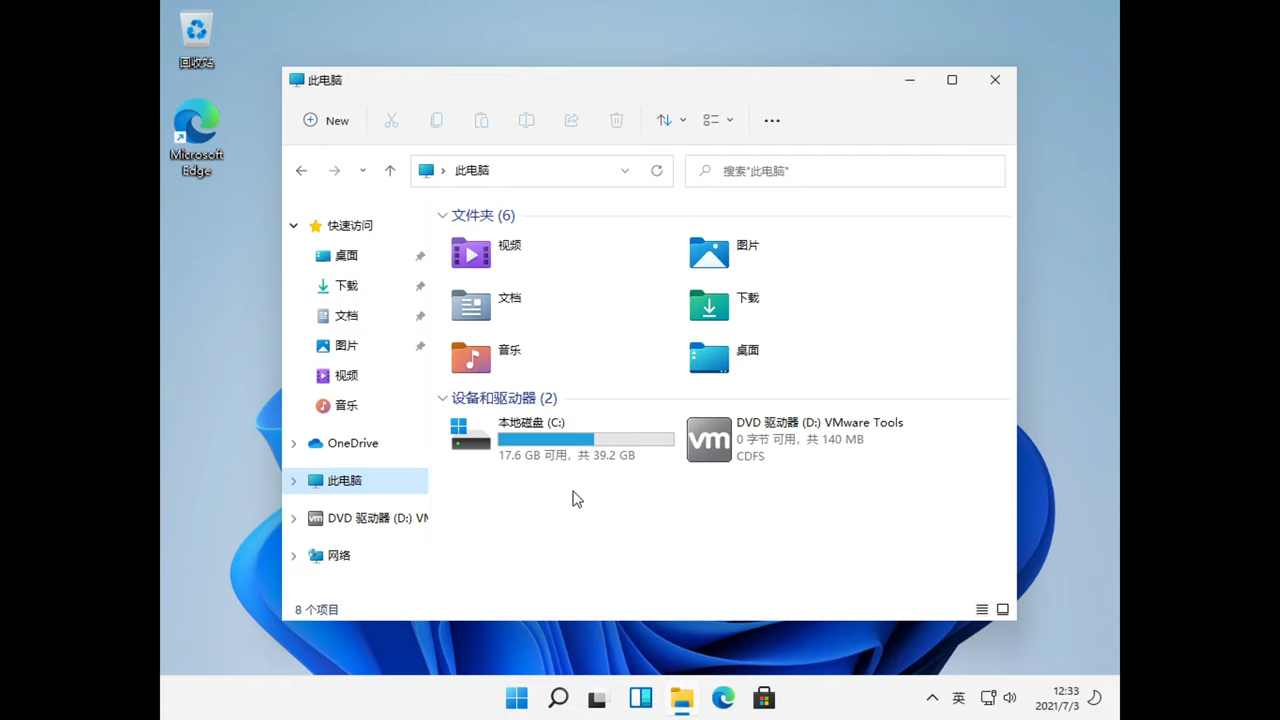 回收站
Microsoft
Edge
此电脑
New
此电脑
搜索"此电脑"
快速访问
桌面
下载
文档
图片
视频
音乐
OneDrive
此电脑
DVD 驱动器 (D:) VM
网络
文件夹 (6)
视频
图片
文档
下载
音乐
桌面
设备和驱动器 (2)
本地磁盘 (C:)
17.6 GB 可用，共 39.2 GB
vm
DVD 驱动器 (D:) VMware Tools
0 字节 可用，共 140 MB
CDFS
8 个项目
英
12:33
2021/7/3